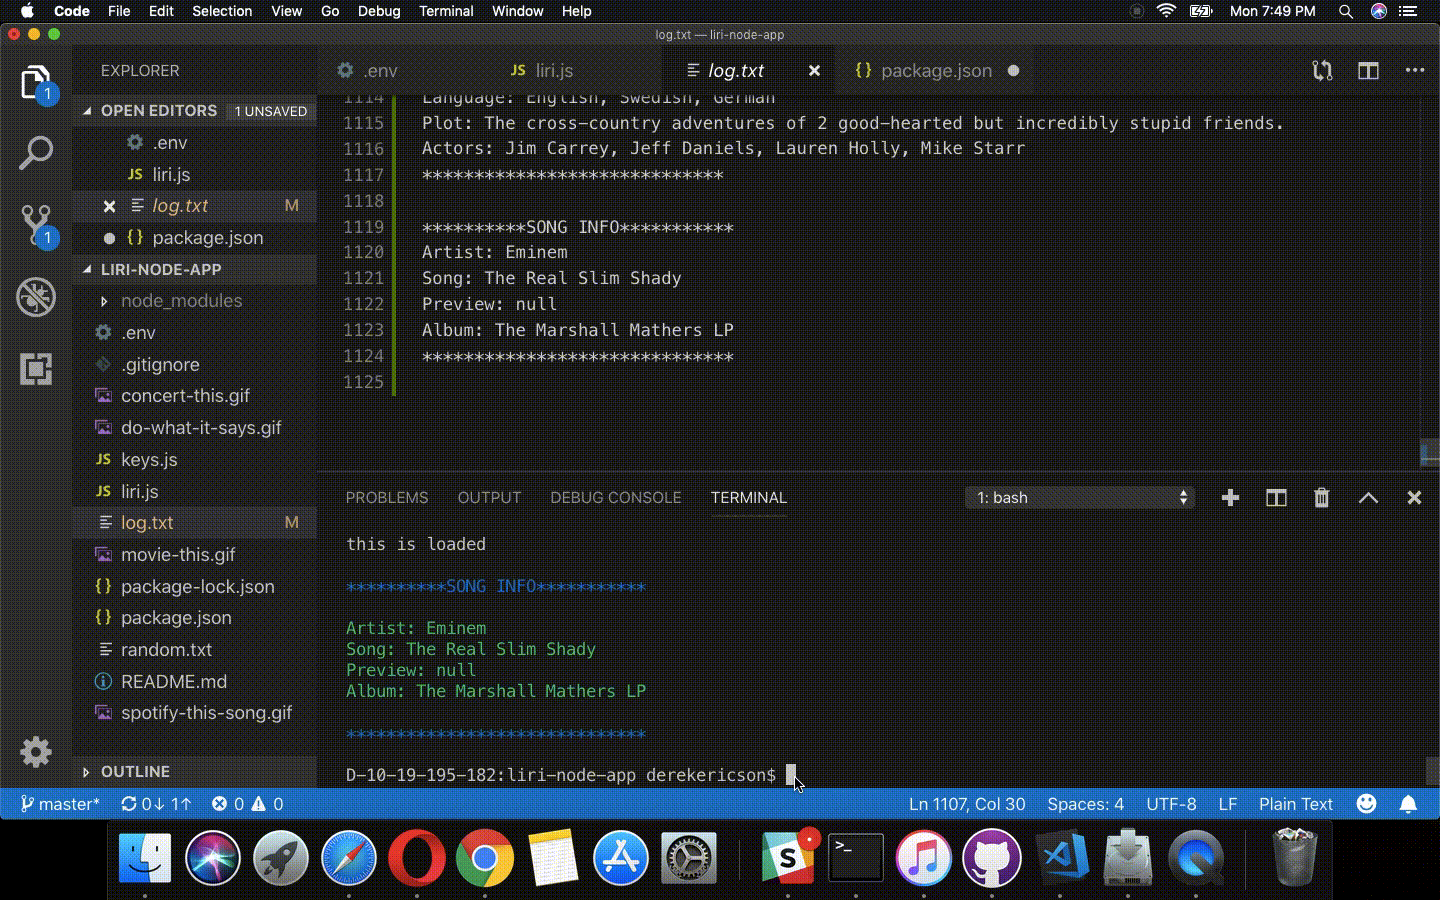 Code File Edit Selection View Go Debug Terminal Window Help Mon 7:49 PM
log.txt — liri-node-app
EXPLORER
OPEN EDITORS 1 UNSAVED
.env
JS liri.js
log.txt M
{} package.json
LIRI-NODE-APP
node_modules
.env
.gitignore
concert-this.gif
do-what-it-says.gif
JS keys.js
JS liri.js
log.txt M
movie-this.gif
{} package-lock.json
{} package.json
random.txt
README.md
spotify-this-song.gif
OUTLINE
1
1
.env JS liri.js log.txt {} package.json
1114 Language: English, Swedish, German
1115 Plot: The cross-country adventures of 2 good-hearted but incredibly stupid friends.
1116 Actors: Jim Carrey, Jeff Daniels, Lauren Holly, Mike Starr
1117 *****************************
1118
1119 **********SONG INFO***********
1120 Artist: Eminem
1121 Song: The Real Slim Shady
1122 Preview: null
1123 Album: The Marshall Mathers LP
1124 ******************************
1125
PROBLEMS OUTPUT DEBUG CONSOLE TERMINAL 1: bash
this is loaded
**********SONG INFO***********
Artist: Eminem
Song: The Real Slim Shady
Preview: null
Album: The Marshall Mathers LP
******************************
D-10-19-195-182:liri-node-app derekericson$
master* 0↓ 1↑ 0 0 Ln 1107, Col 30 Spaces: 4 UTF-8 LF Plain Text
S >_